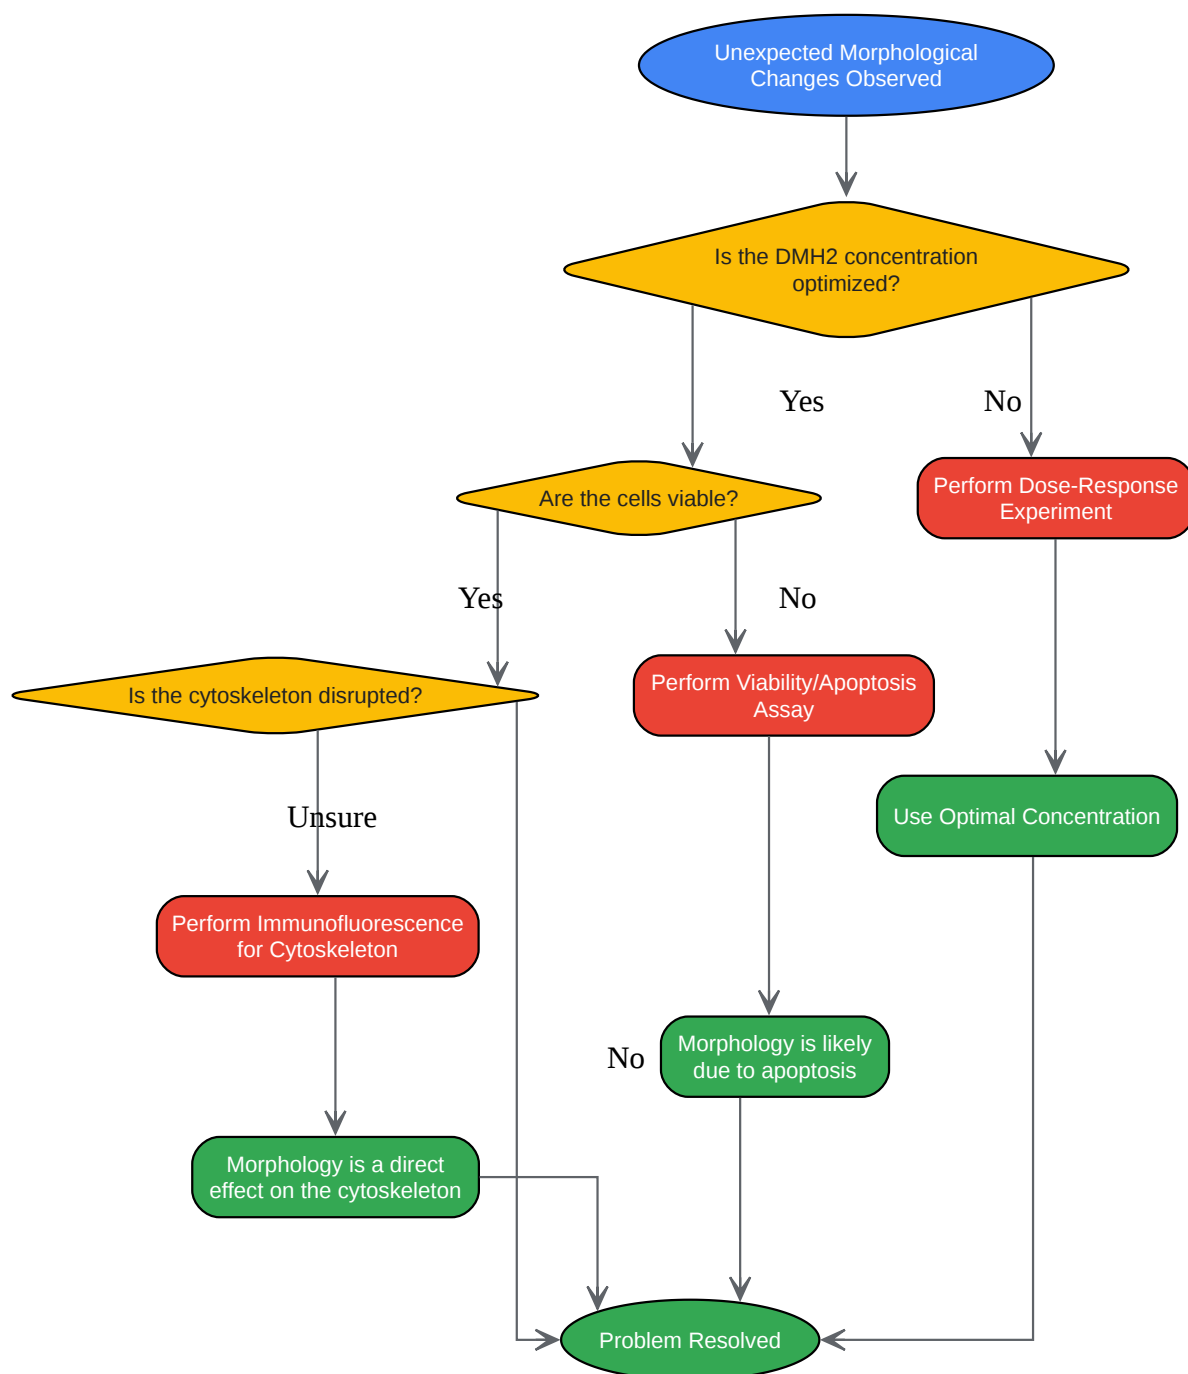 Unexpected Morphological
Changes Observed
Is the DMH2 concentration
optimized?
Yes
No
Are the cells viable?
Perform Dose-Response
Experiment
Yes
No
Is the cytoskeleton disrupted?
Perform Viability/Apoptosis
Assay
Unsure
Use Optimal Concentration
Perform Immunofluorescence
for Cytoskeleton
No
Morphology is likely
due to apoptosis
Morphology is a direct
effect on the cytoskeleton
Problem Resolved